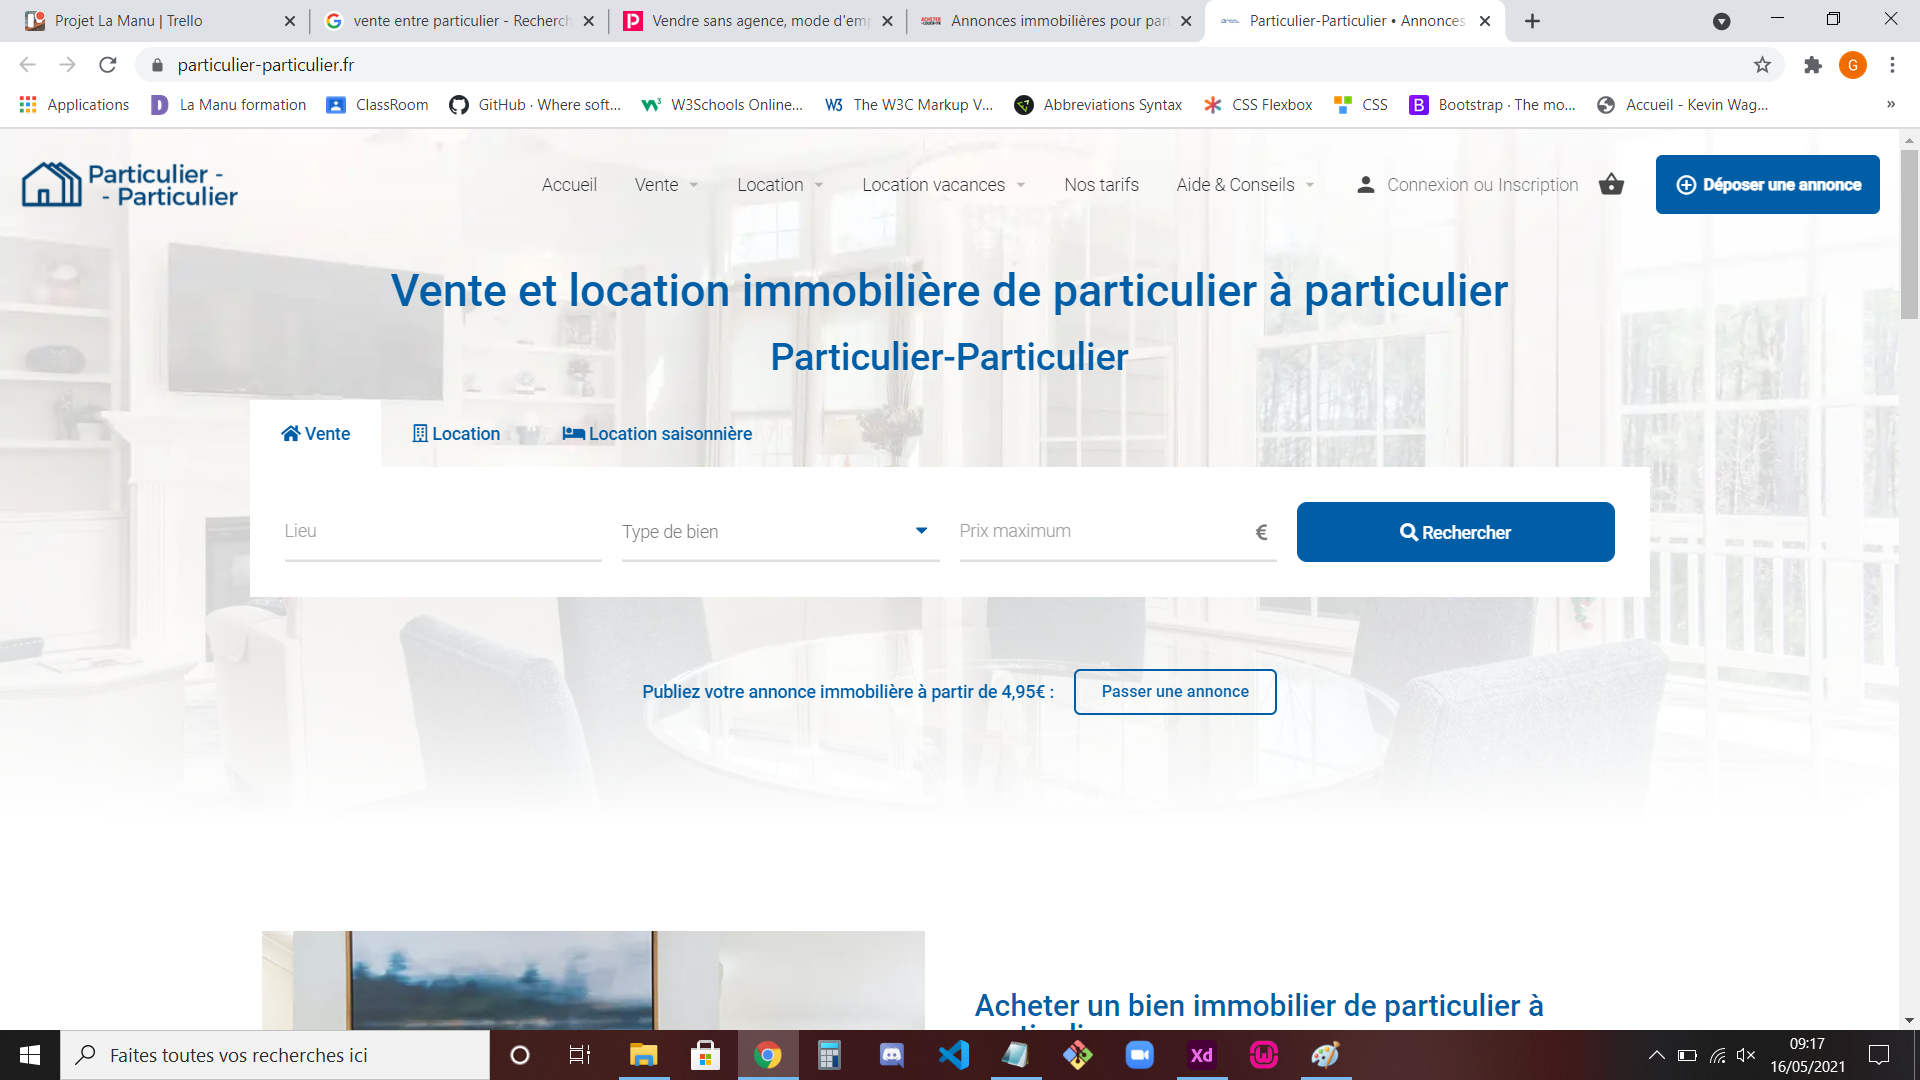 Projet La Manu | Trello
vente entre particulier - Recherch
Vendre sans agence, mode d'emp
Annonces immobilières pour par
Particulier-Particulier • Annonces
particulier-particulier.fr
G
Applications
La Manu formation
ClassRoom
GitHub · Where soft...
W3Schools Online...
The W3C Markup V...
Abbreviations Syntax
CSS Flexbox
CSS
Bootstrap · The mo...
Accueil - Kevin Wag...
»
Particulier -
- Particulier
Accueil
Vente
Location
Location vacances
Nos tarifs
Aide & Conseils
Connexion ou Inscription
Déposer une annonce
Vente et location immobilière de particulier à particulier
Particulier-Particulier
Vente
Location
Location saisonnière
Lieu
Type de bien
Prix maximum
€
Rechercher
Publiez votre annonce immobilière à partir de 4,95€ :
Passer une annonce
Acheter un bien immobilier de particulier à
Faites toutes vos recherches ici
Xd
09:17
16/05/2021